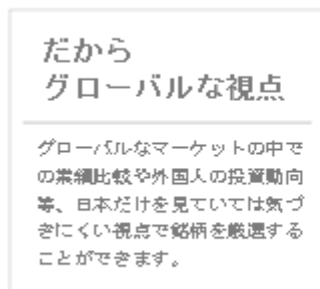 だから
グローバルな視点
グローバルなマーケットの中で
の業績比較や外国人の投資動向
等、日本だけを見ていては気づ
きにくい視点で銘柄を厳選する
ことができます。